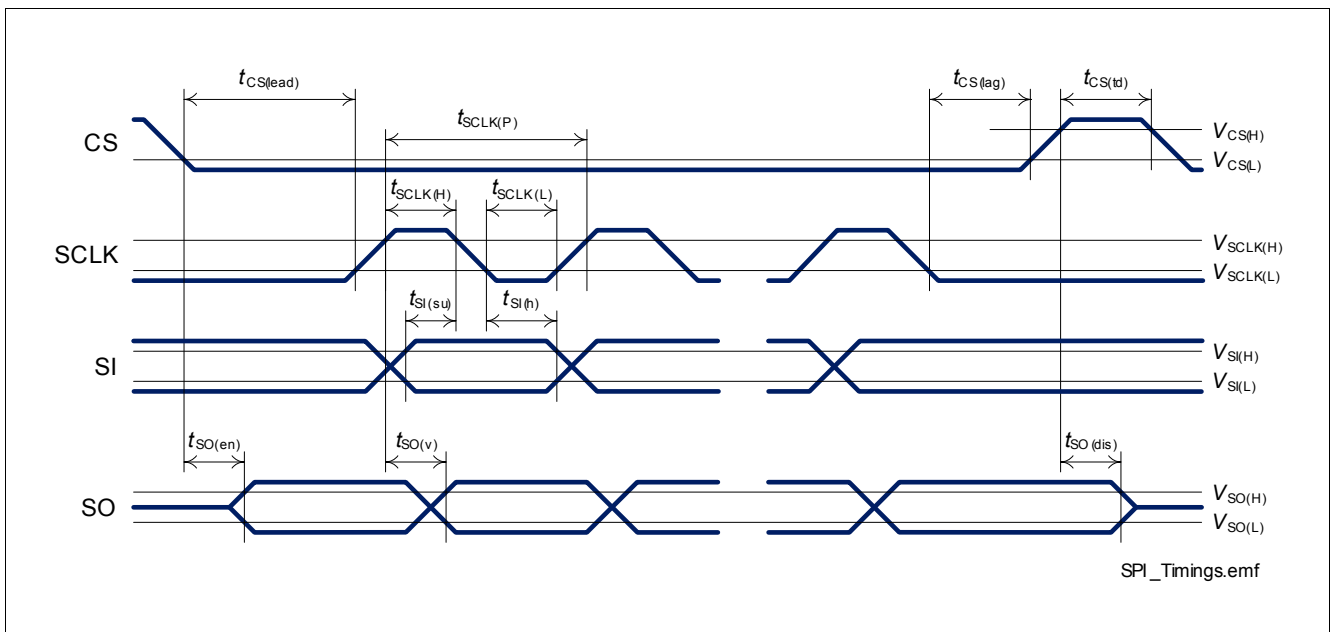 tCS(lead)
tCS(lag)
tCS(td)
tSCLK(P)
CS
VCS(H)
VCS(L)
tSCLK(H)
tSCLK(L)
SCLK
VSCLK(H)
VSCLK(L)
tSI(su)
tSI(h)
SI
VSI(H)
VSI(L)
tSO(en)
tSO(v)
tSO(dis)
SO
VSO(H)
VSO(L)
SPI_Timings.emf